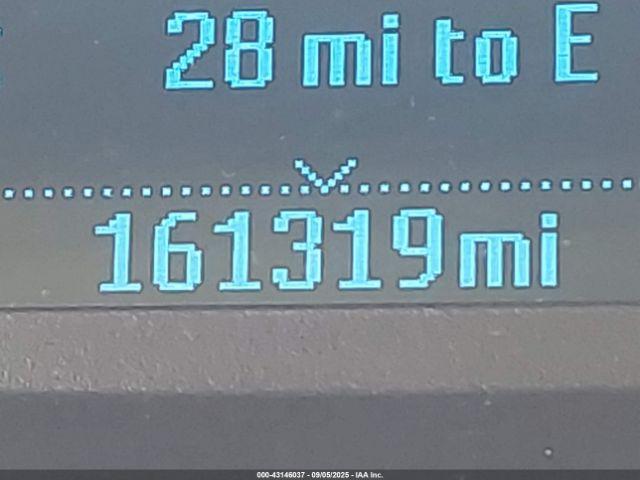 28 mi to E
161319mi
000-43146037 - 09/05/2025 - IAA Inc.